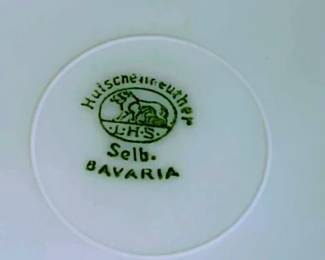 Hutschenreuther
L·H·S·
Selb.
BAVARIA